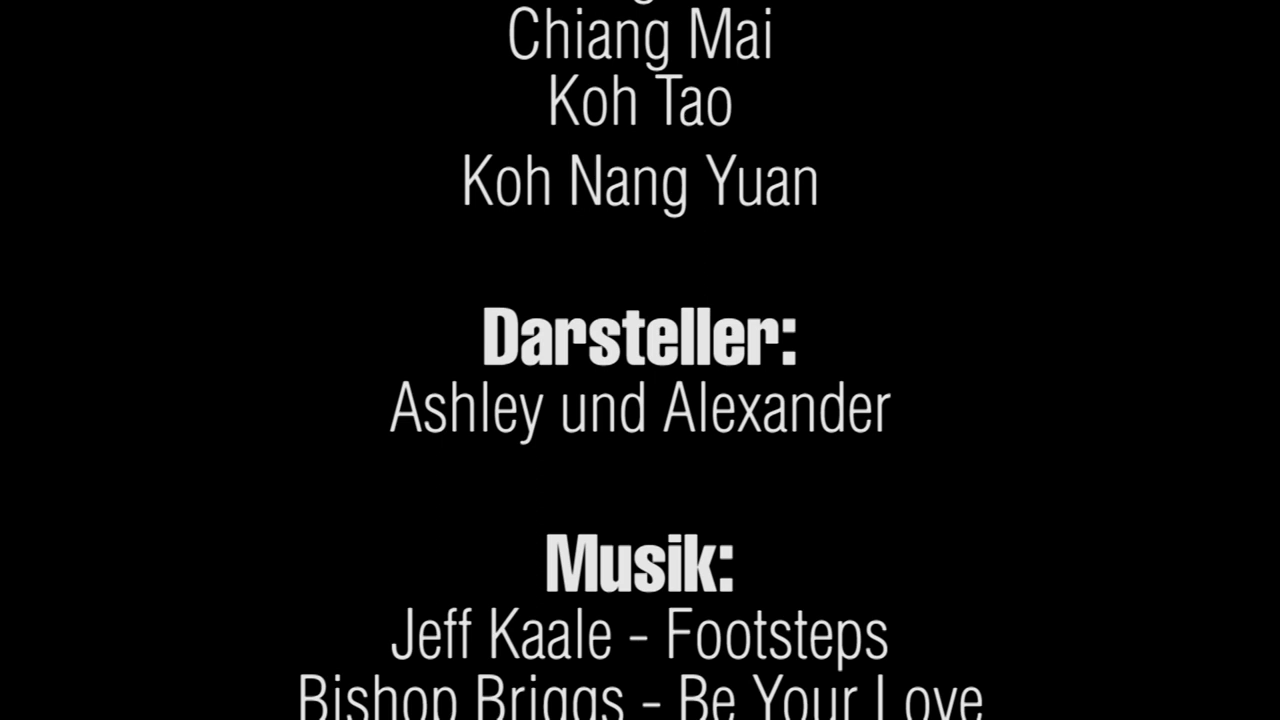 Chiang Mai
Koh Tao
Koh Nang Yuan
Darsteller:
Ashley und Alexander
Musik:
Jeff Kaale - Footsteps
Bishop Briggs - Be Your Love